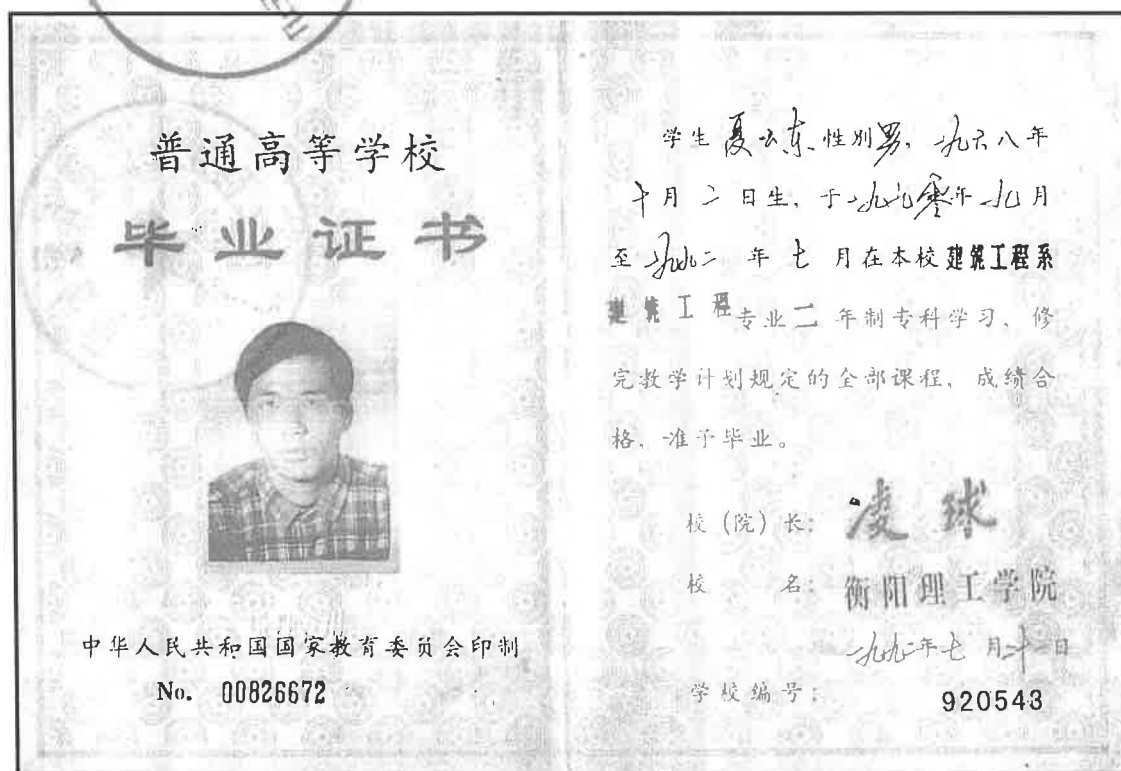 普通高等学校
毕业证书
中华人民共和国国家教育委员会印制
No. 00826672
学生夏云东性别男，一九六八年
十月二日生，于一九九零年九月
至一九九二年七月在本校建筑工程系
建筑工程专业二年制专科学习，修
完教学计划规定的全部课程，成绩合
格，准予毕业。
校（院）长：凌球
校名：衡阳理工学院
一九九二年七月二十一日
学校编号：920543